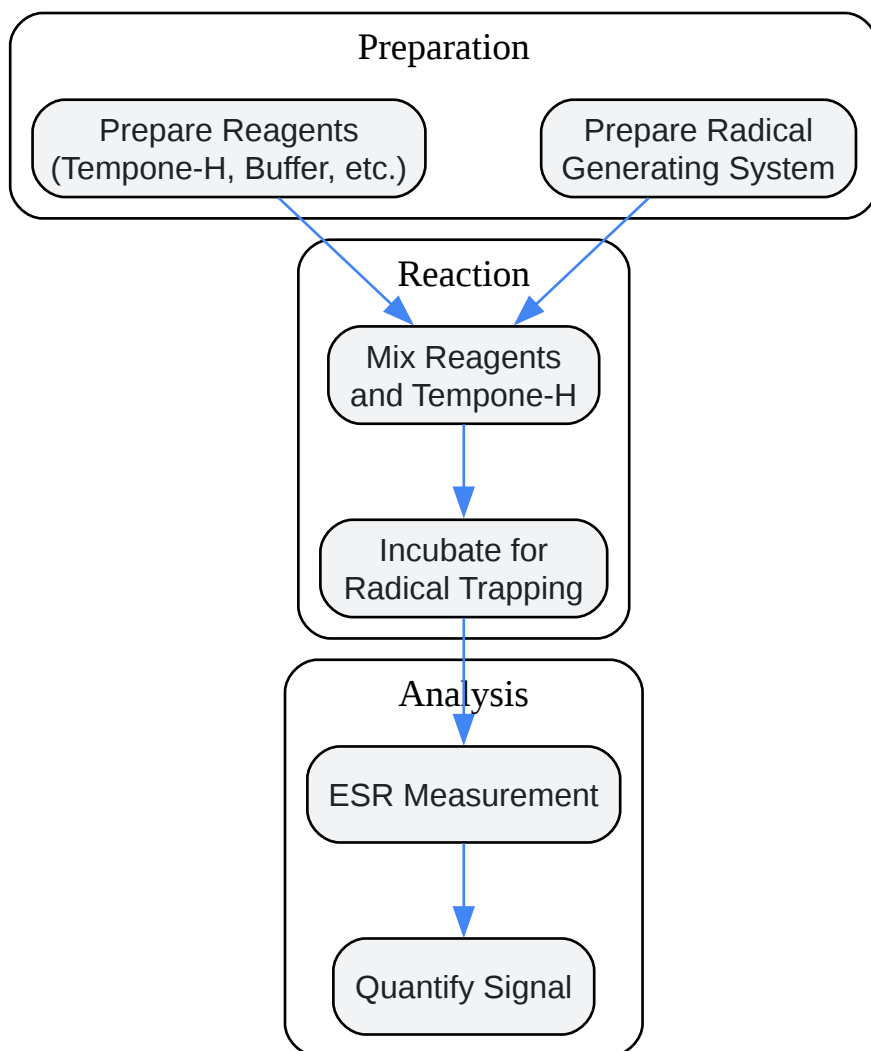 Preparation
Prepare Reagents
(Tempone-H, Buffer, etc.)
Prepare Radical
Generating System
Reaction
Mix Reagents
and Tempone-H
Incubate for
Radical Trapping
Analysis
ESR Measurement
Quantify Signal